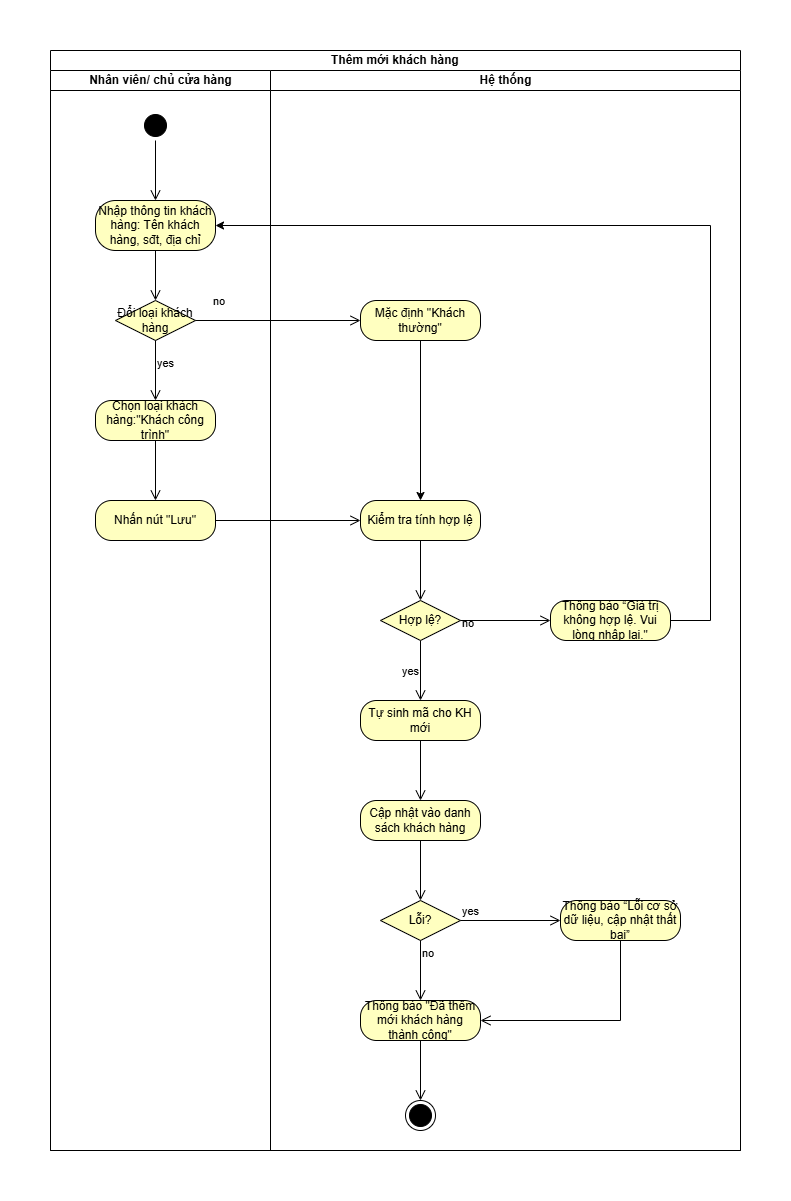 Thêm mới khách hàng
Nhân viên/ chủ cửa hàng
Hệ thống
Nhập thông tin khách
hàng: Tên khách
hàng, sđt, địa chỉ
Đổi loại khách
hàng
no
Mặc định "Khách
thường"
yes
Chọn loại khách
hàng:"Khách công
trình"
Nhấn nút "Lưu"
Kiểm tra tính hợp lệ
Hợp lệ?
no
Thông báo “Giá trị
không hợp lệ. Vui
lòng nhập lại."
yes
Tự sinh mã cho KH
mới
Cập nhật vào danh
sách khách hàng
Lỗi?
yes
Thông báo “Lỗi cơ sở
dữ liệu, cập nhật thất
bại”
no
Thông báo "Đã thêm
mới khách hàng
thành công"